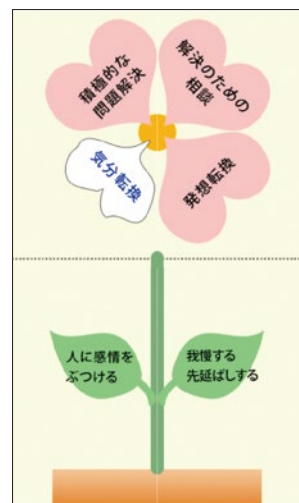 積極的な
問題解決
解決のための
相談
気分転換
発想転換
人に感情を
ぶつける
我慢する
先延ばしする